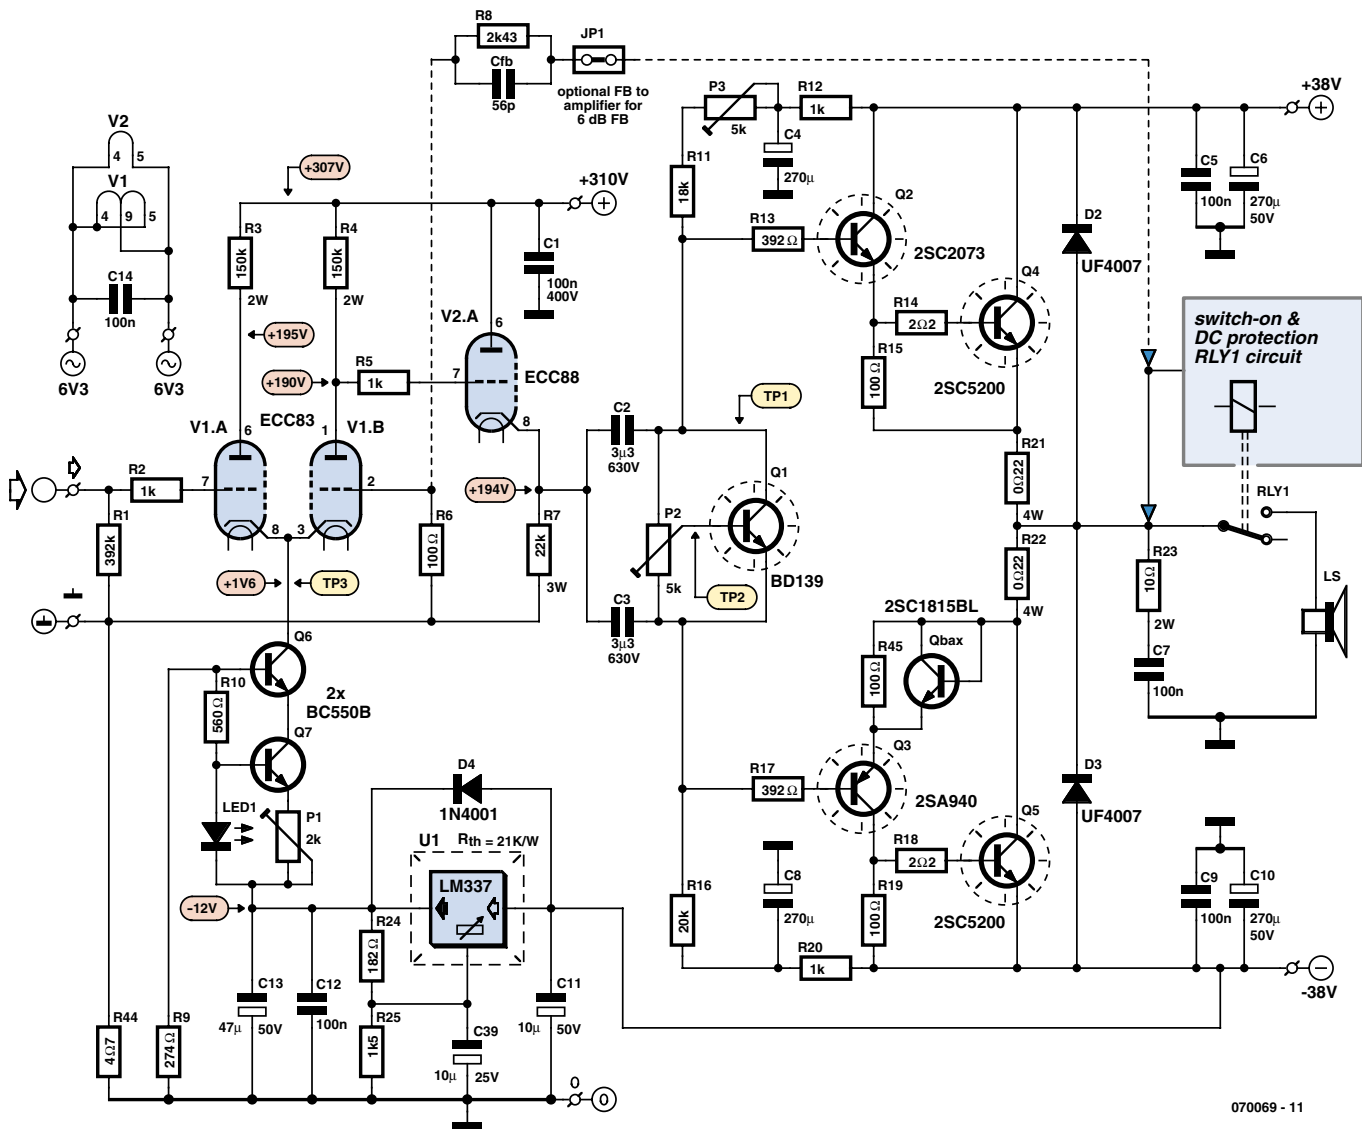 R8
2k43
Cfb
56p
JP1
optional FB to
amplifier for
6 dB FB
P3
5k
R12
1k
+38V
C4
270µ
R11
18k
C5
100n
C6
270µ
50V
V2
4 5
V1
4 9 5
C14
100n
6V3 6V3
+307V
+310V
R3
150k
2W
R4
150k
2W
C1
100n
400V
+195V
+190V
R5
1k
V2.A
6
7
8
ECC88
ECC83
V1.A
6
7
8
V1.B
1
2
3
R2
1k
R1
392k
+1V6
TP3
R6
100Ω
+194V
R7
22k
3W
C2
3µ3
630V
C3
3µ3
630V
P2
5k
TP1
TP2
Q1
BD139
R13
392Ω
Q2
2SC2073
R14
2Ω2
R15
100Ω
Q4
2SC5200
D2
UF4007
R21
0Ω22
4W
R22
0Ω22
4W
switch-on &
DC protection
RLY1 circuit
RLY1
LS
R23
10Ω
2W
C7
100n
2SC1815BL
Qbax
R45
100Ω
Q3
2SA940
R17
392Ω
R18
2Ω2
R19
100Ω
Q5
2SC5200
D3
UF4007
R16
20k
C8
270µ
R20
1k
C9
100n
C10
270µ
50V
-38V
Q6
2x
BC550B
Q7
R10
560Ω
LED1
P1
2k
D4
1N4001
U1
Rth = 21K/W
LM337
–12V
R24
182Ω
R25
1k5
C13
47µ
50V
C12
100n
C39
10µ
25V
C11
10µ
50V
R44
4Ω7
R9
274Ω
0
0
070069 - 11